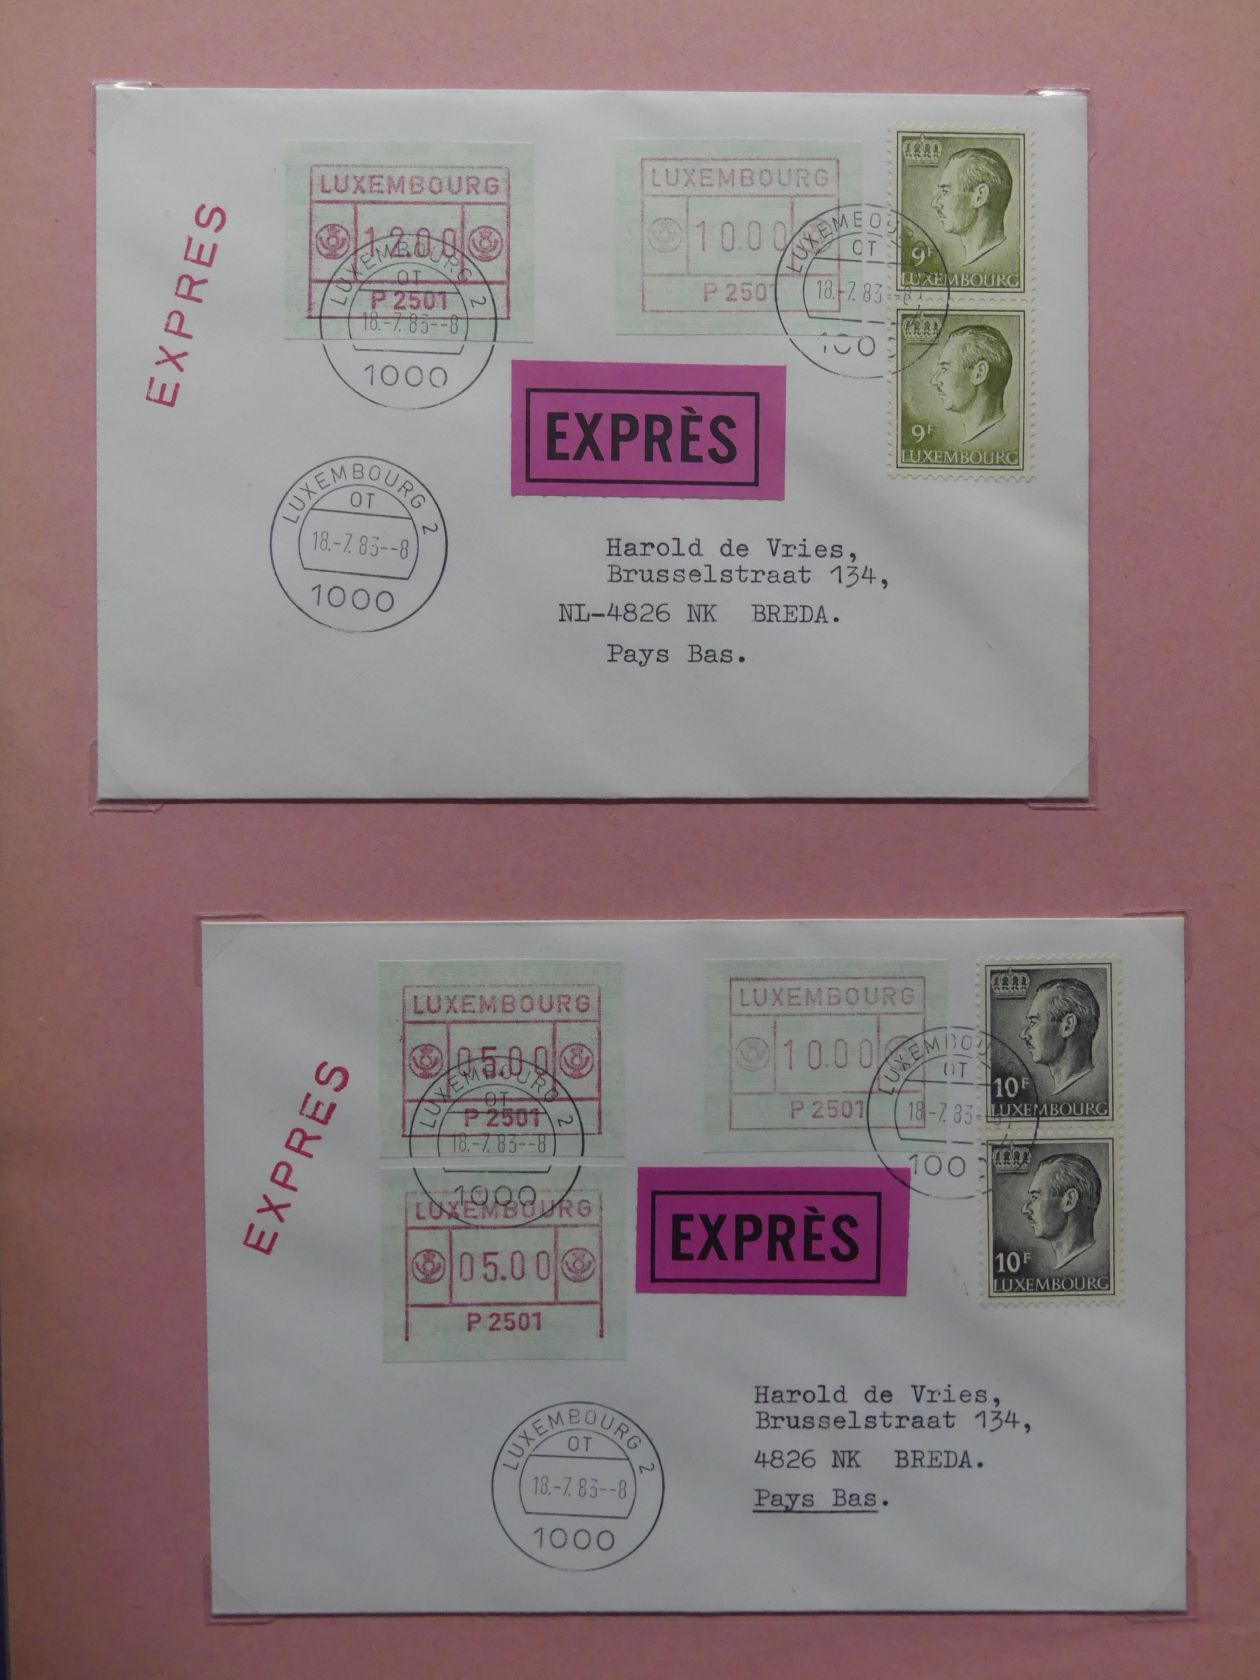 EXPRES
LUXEMBOURG
12.00
P 2501
LUXEMBOURG 2
OT
18.-7.83--8
1000
LUXEMBOURG
10.00
P 2501
OT
18.-7.83--8
9F
LUXEMBOURG
9F
LUXEMBOURG
EXPRÈS
LUXEMBOURG 2
OT
18.-7.83--8
1000
Harold de Vries,
Brusselstraat 134,
NL-4826 NK BREDA.
Pays Bas.
EXPRES
LUXEMBOURG
05.00
P 2501
LUXEMBOURG 2
OT
18.-7.83--8
1000
LUXEMBOURG
05.00
P 2501
LUXEMBOURG
10.00
P 2501
OT
18.-7.83
10F
LUXEMBOURG
10F
LUXEMBOURG
EXPRÈS
LUXEMBOURG 2
OT
18.-7.83--8
1000
Harold de Vries,
Brusselstraat 134,
4826 NK BREDA.
Pays Bas.